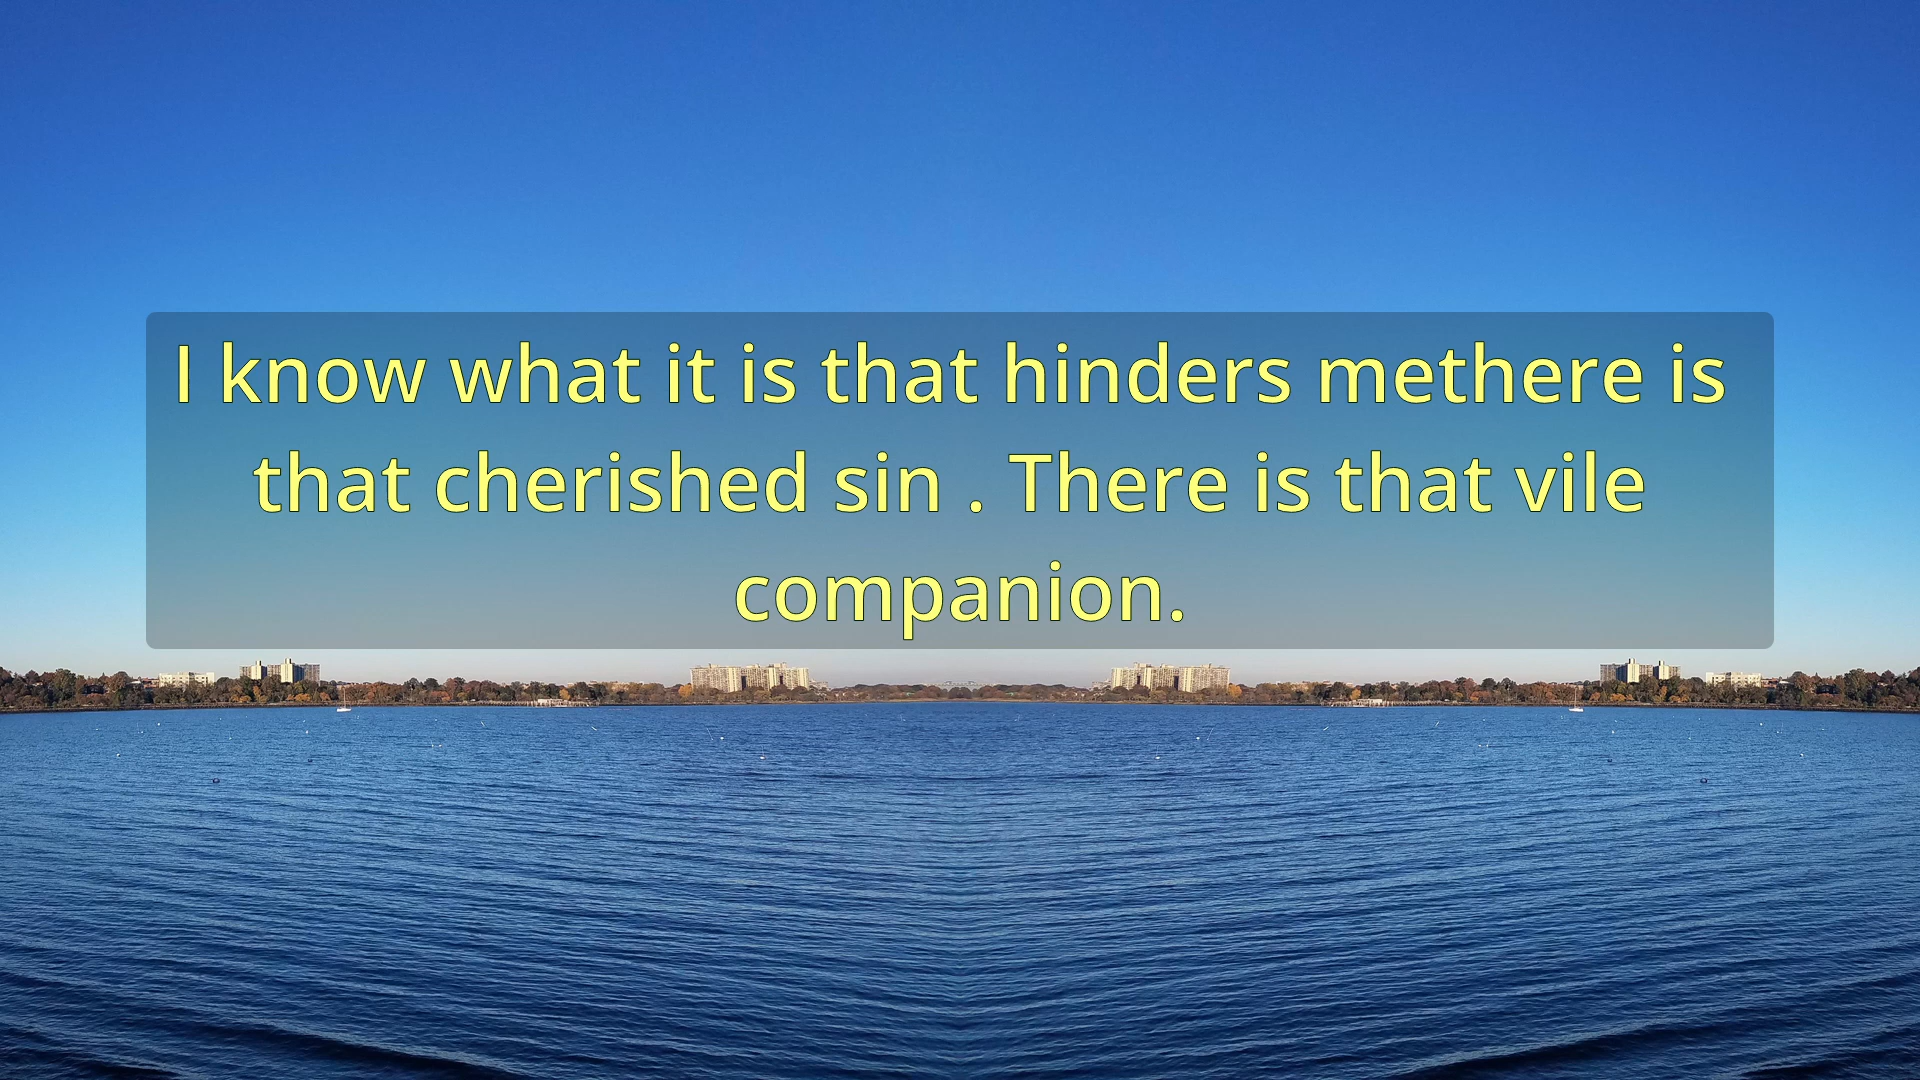 I know what it is that hinders methere is
that cherished sin . There is that vile
companion.